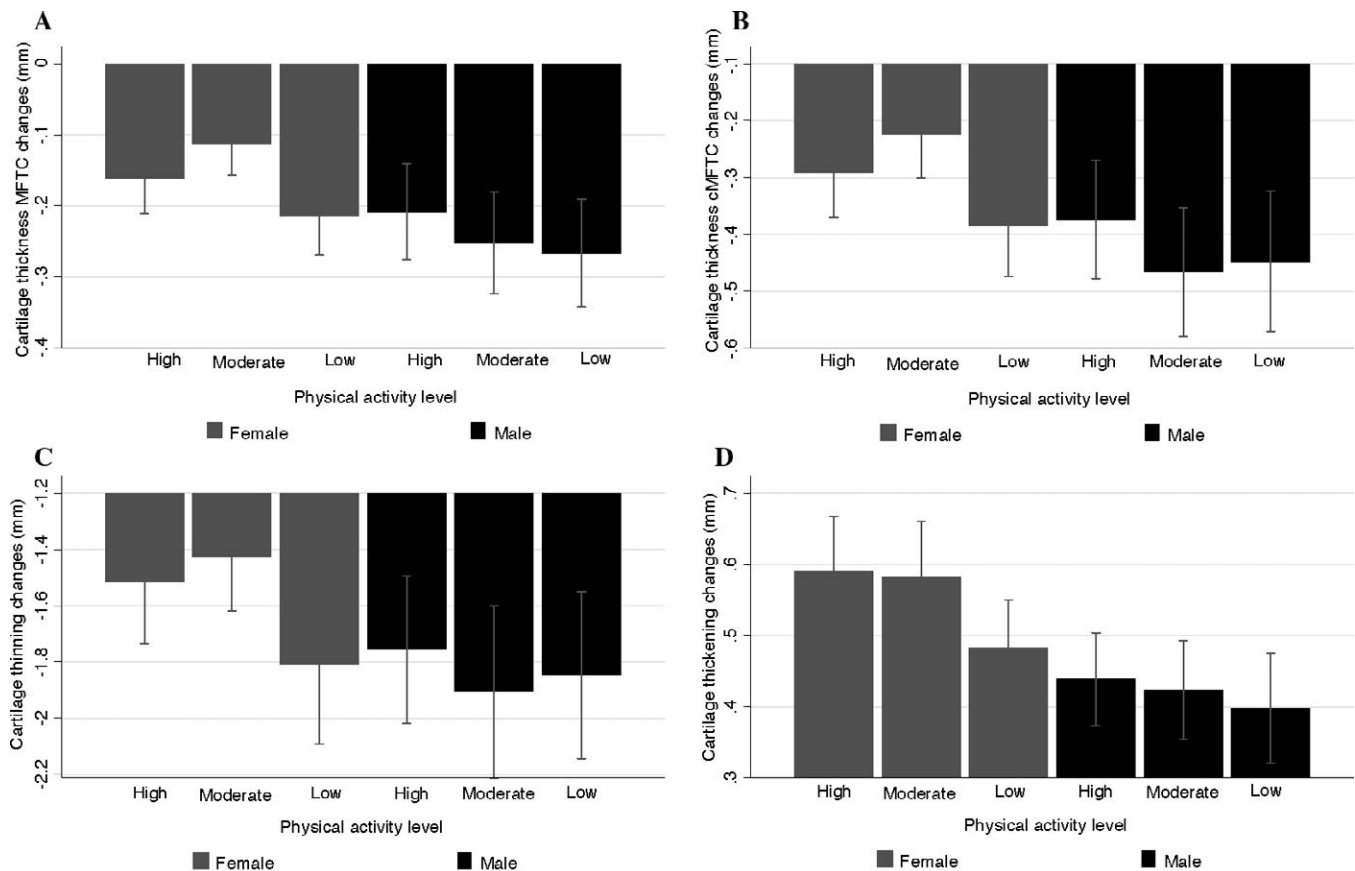 A
Cartilage thickness MFTC changes (mm)
0
-.1
-.2
-.3
-.4
High Moderate Low High Moderate Low
Physical activity level
Female Male
B
Cartilage thickness cMFTC changes (mm)
-.1
-.2
-.3
-.4
-.5
-.6
High Moderate Low High Moderate Low
Physical activity level
Female Male
C
Cartilage thinning changes (mm)
-1.2
-1.4
-1.6
-1.8
-2
-2.2
High Moderate Low High Moderate Low
Physical activity level
Female Male
D
Cartilage thickening changes (mm)
.7
.6
.5
.4
.3
High Moderate Low High Moderate Low
Physical activity level
Female Male